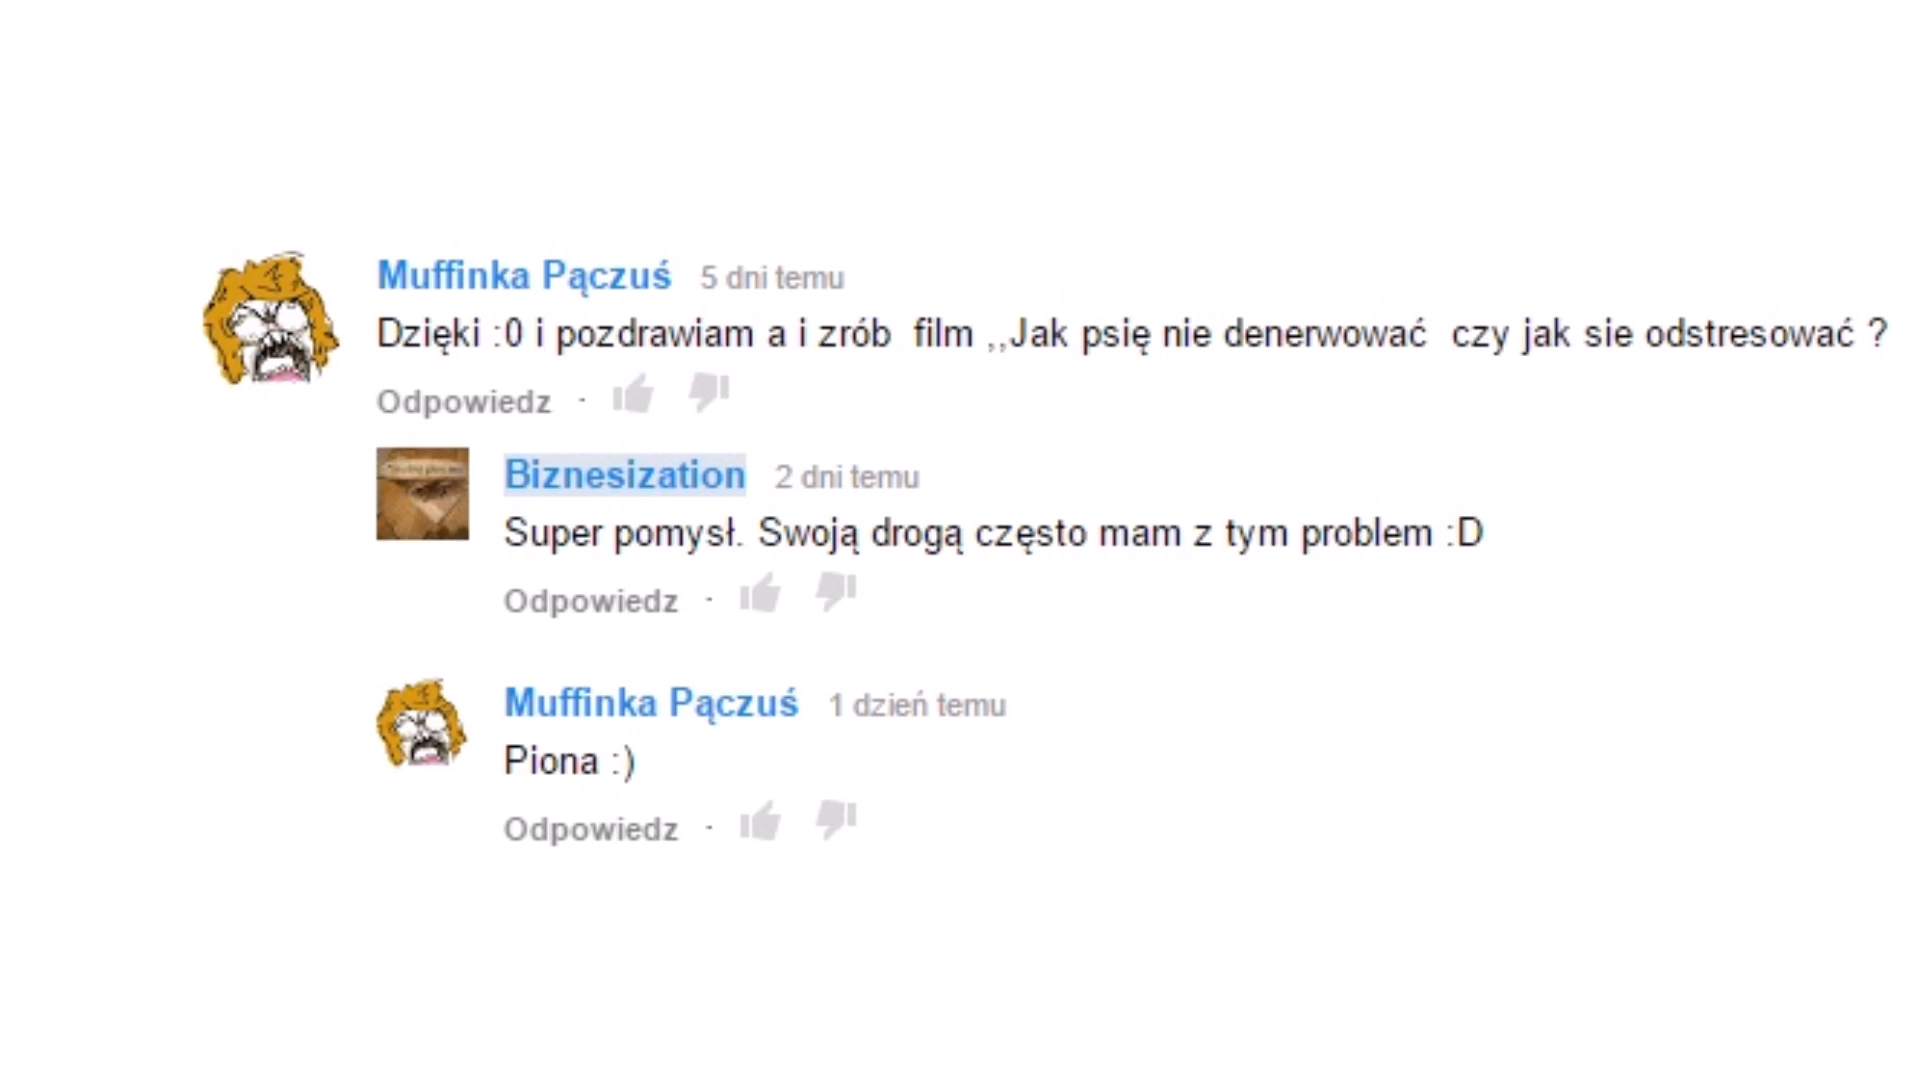 Muffinka Pączuś 5 dni temu
Dzięki :0 i pozdrawiam a i zrób film ,,Jak psię nie denerwować czy jak sie odstresować ?
Odpowiedz ·
Biznesization 2 dni temu
Super pomysł. Swoją drogą często mam z tym problem :D
Odpowiedz ·
Muffinka Pączuś 1 dzień temu
Piona :)
Odpowiedz ·